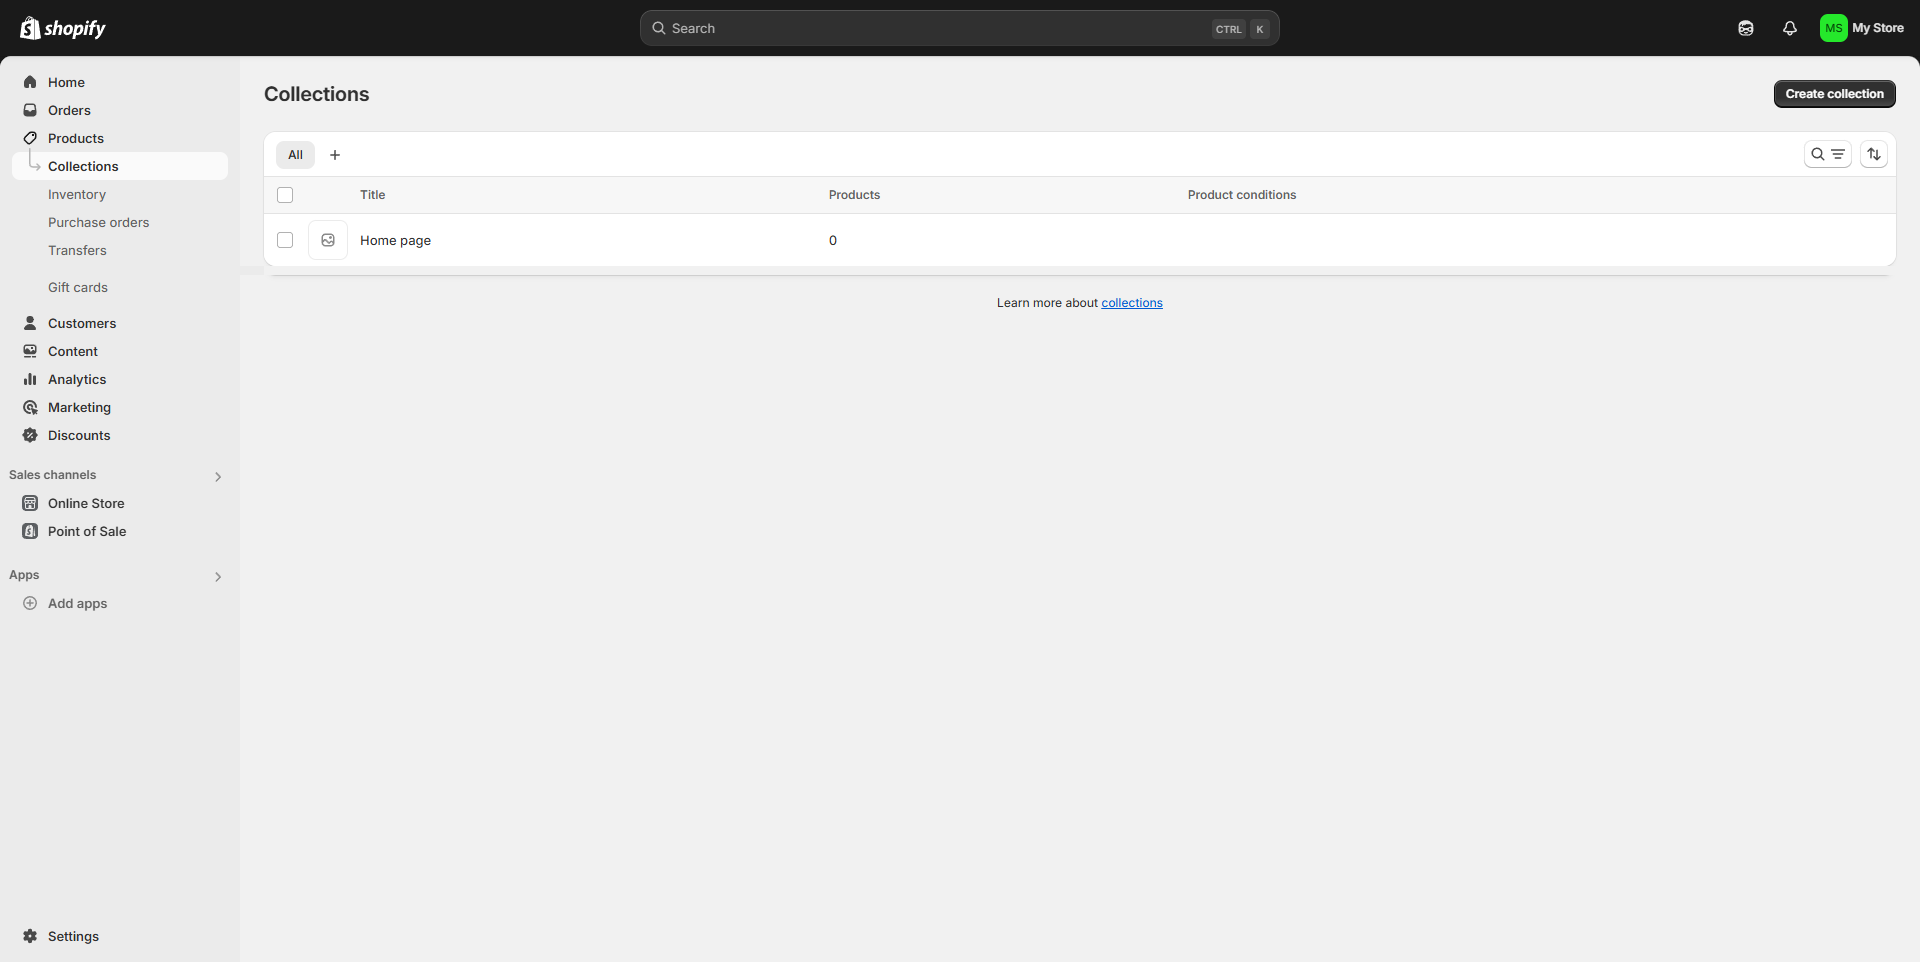 shopify
Search
CTRL K
MS My Store
Home
Orders
Products
Collections
Inventory
Purchase orders
Transfers
Gift cards
Customers
Content
Analytics
Marketing
Discounts
Sales channels
Online Store
Point of Sale
Apps
Add apps
Settings
Collections
Create collection
All
Title Products Product conditions
Home page 0
Learn more about collections